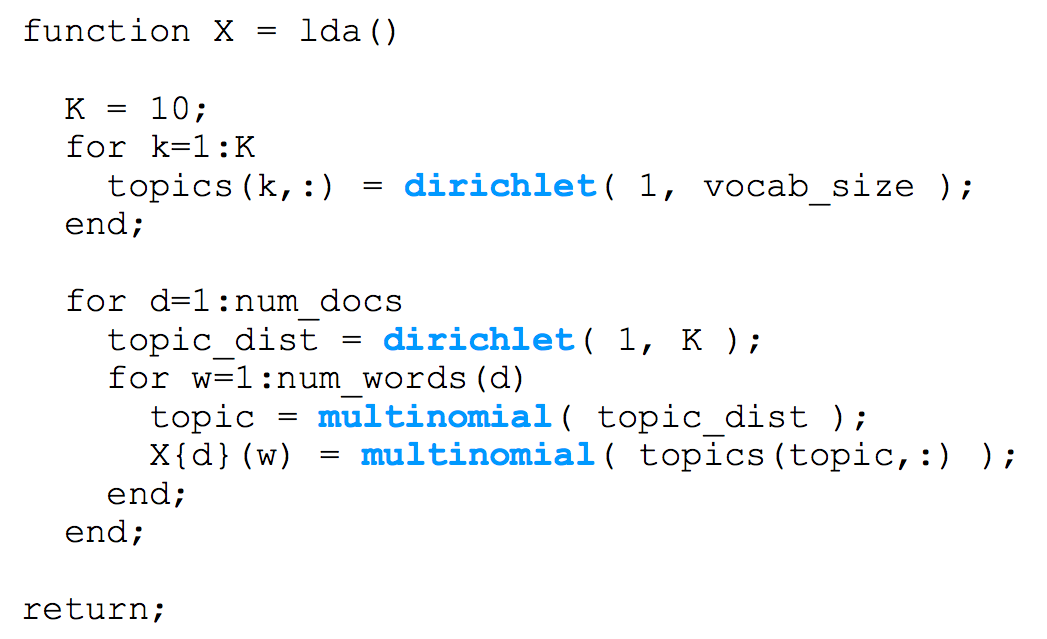 function X = lda()
K = 10;
for k=1:K
topics(k,:) = dirichlet( 1, vocab_size );
end;
for d=1:num_docs
topic_dist = dirichlet( 1, K );
for w=1:num_words(d)
topic = multinomial( topic_dist );
X{d}(w) = multinomial( topics(topic,:) );
end;
end;
return;